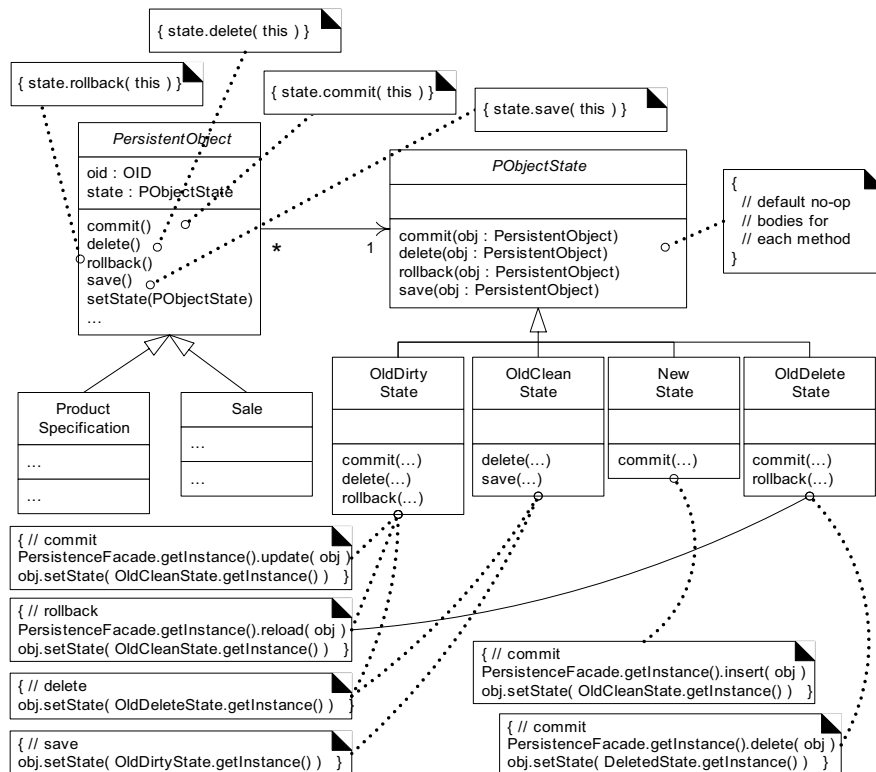 { state.delete( this ) }
{ state.rollback( this ) }
{ state.commit( this ) }
{ state.save( this ) }
PersistentObject
oid : OID
state : PObjectState
commit()
delete()
rollback()
save()
setState(PObjectState)
...
*
1
PObjectState
commit(obj : PersistentObject)
delete(obj : PersistentObject)
rollback(obj : PersistentObject)
save(obj : PersistentObject)
{
// default no-op
// bodies for
// each method
}
Product
Specification
...
...
Sale
...
...
OldDirty
State
commit(...)
delete(...)
rollback(...)
OldClean
State
delete(...)
save(...)
New
State
commit(...)
OldDelete
State
commit(...)
rollback(...)
{ // commit
PersistenceFacade.getInstance().update( obj )
obj.setState( OldCleanState.getInstance() ) }
{ // rollback
PersistenceFacade.getInstance().reload( obj )
obj.setState( OldCleanState.getInstance() ) }
{ // delete
obj.setState( OldDeleteState.getInstance() ) }
{ // save
obj.setState( OldDirtyState.getInstance() ) }
{ // commit
PersistenceFacade.getInstance().insert( obj )
obj.setState( OldCleanState.getInstance() ) }
{ // commit
PersistenceFacade.getInstance().delete( obj )
obj.setState( DeletedState.getInstance() ) }